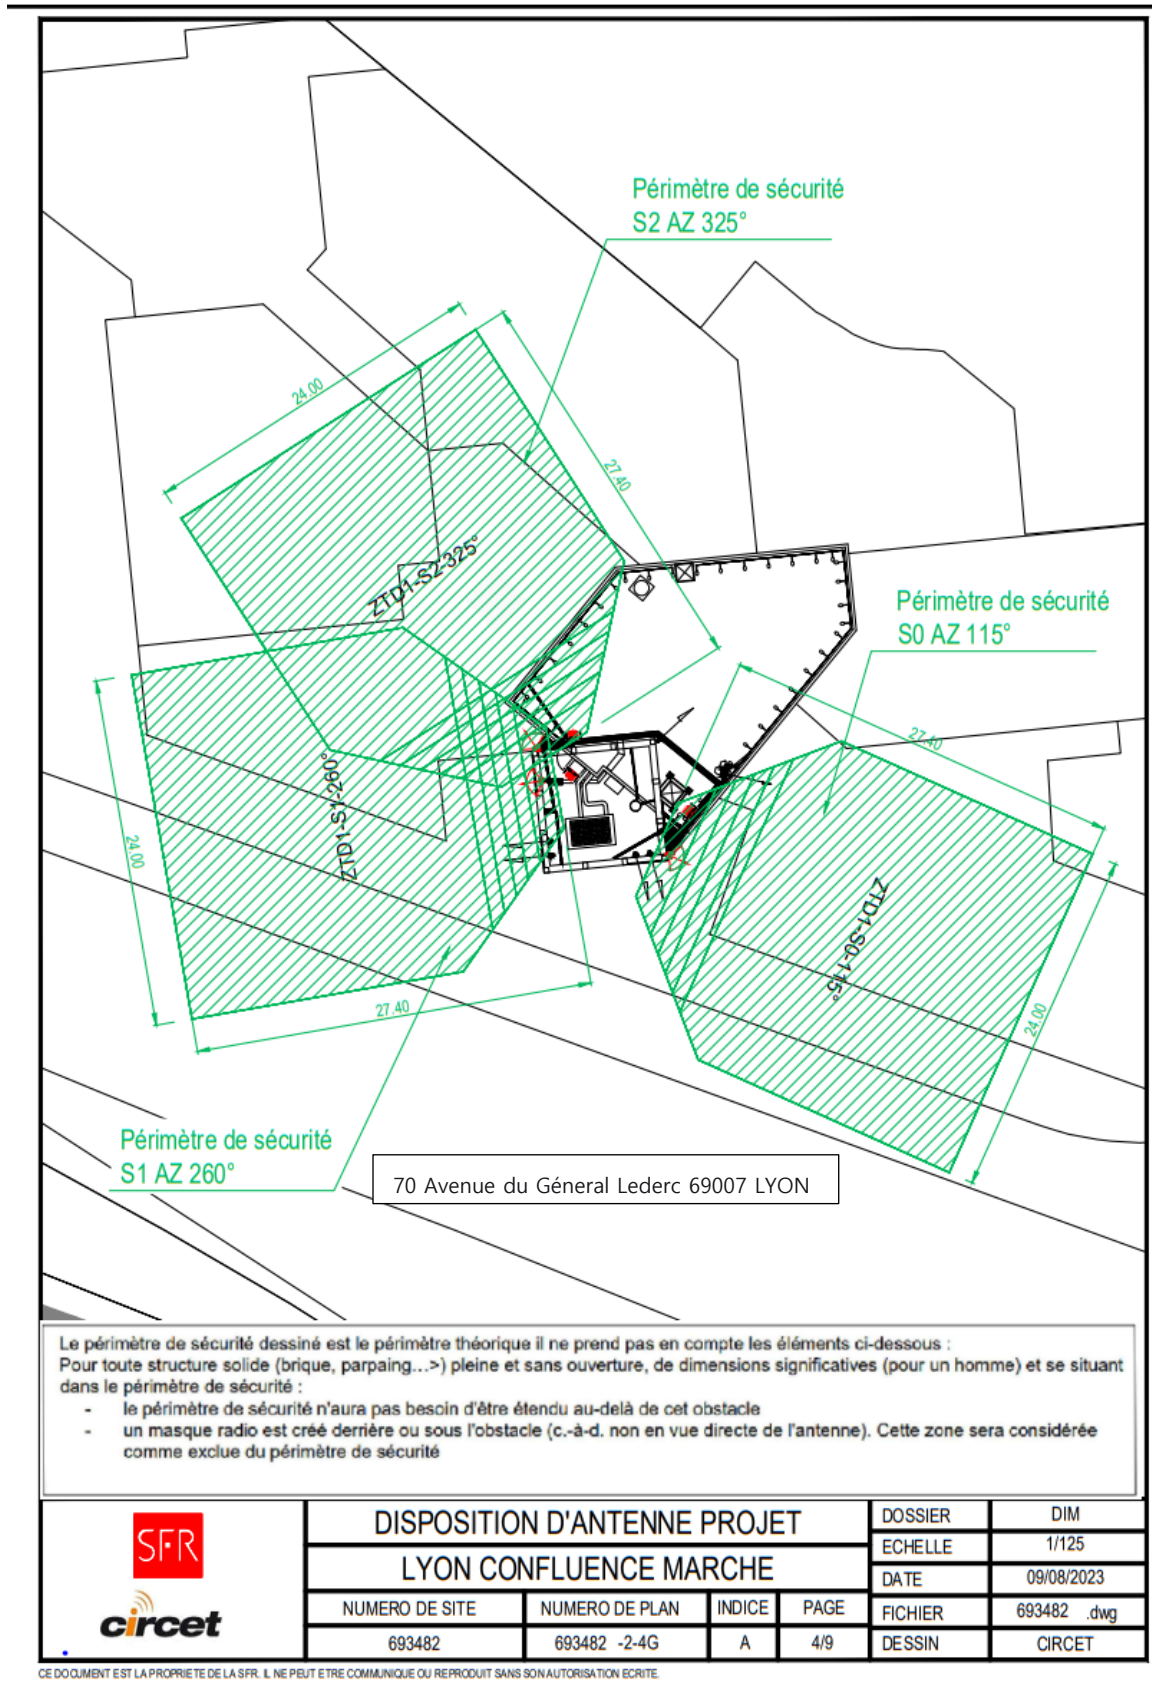 Périmètre de sécurité
S2 AZ 325°
24.00
27.40
ZTD1-S2-325°
Périmètre de sécurité
S0 AZ 115°
27.40
ZTD1-S1-260°
24.00
ZTD1-S0-115°
27.40
24.00
Périmètre de sécurité
S1 AZ 260°
70 Avenue du Géneral Lederc 69007 LYON
Le périmètre de sécurité dessiné est le périmètre théorique il ne prend pas en compte les éléments ci-dessous :
Pour toute structure solide (brique, parpaing...>) pleine et sans ouverture, de dimensions significatives (pour un homme) et se situant
dans le périmètre de sécurité :
- le périmètre de sécurité n'aura pas besoin d'être étendu au-delà de cet obstacle
- un masque radio est créé derrière ou sous l'obstacle (c.-à-d. non en vue directe de l'antenne). Cette zone sera considérée
comme exclue du périmètre de sécurité
SFR
circet
DISPOSITION D'ANTENNE PROJET
LYON CONFLUENCE MARCHE
NUMERO DE SITE NUMERO DE PLAN INDICE PAGE
693482 693482 -2-4G A 4/9
DOSSIER DIM
ECHELLE 1/125
DATE 09/08/2023
FICHIER 693482 .dwg
DESSIN CIRCET
CE DOCUMENT EST LA PROPRIETE DE LA SFR. IL NE PEUT ETRE COMMUNIQUE OU REPRODUIT SANS SON AUTORISATION ECRITE.